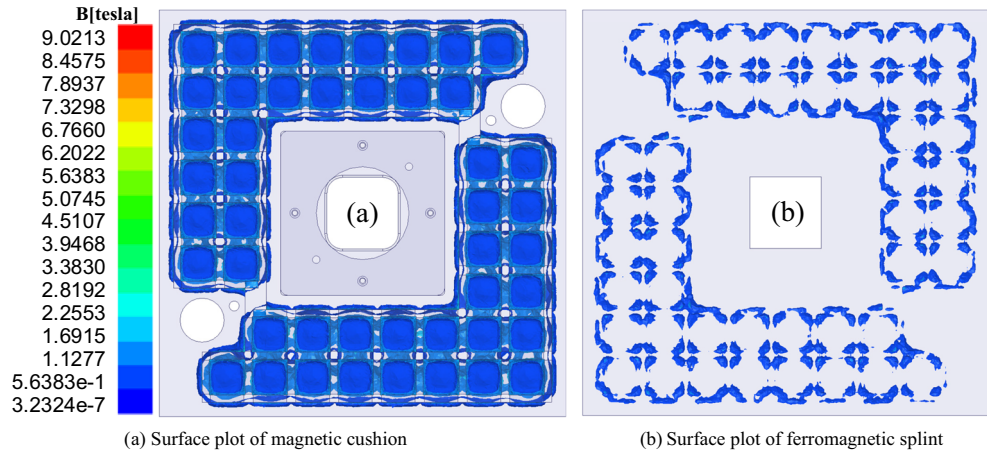 B[tesla]
9.0213
8.4575
7.8937
7.3298
6.7660
6.2022
5.6383
5.0745
4.5107
3.9468
3.3830
2.8192
2.2553
1.6915
1.1277
5.6383e-1
3.2324e-7
(a)
(b)
(a) Surface plot of magnetic cushion
(b) Surface plot of ferromagnetic splint